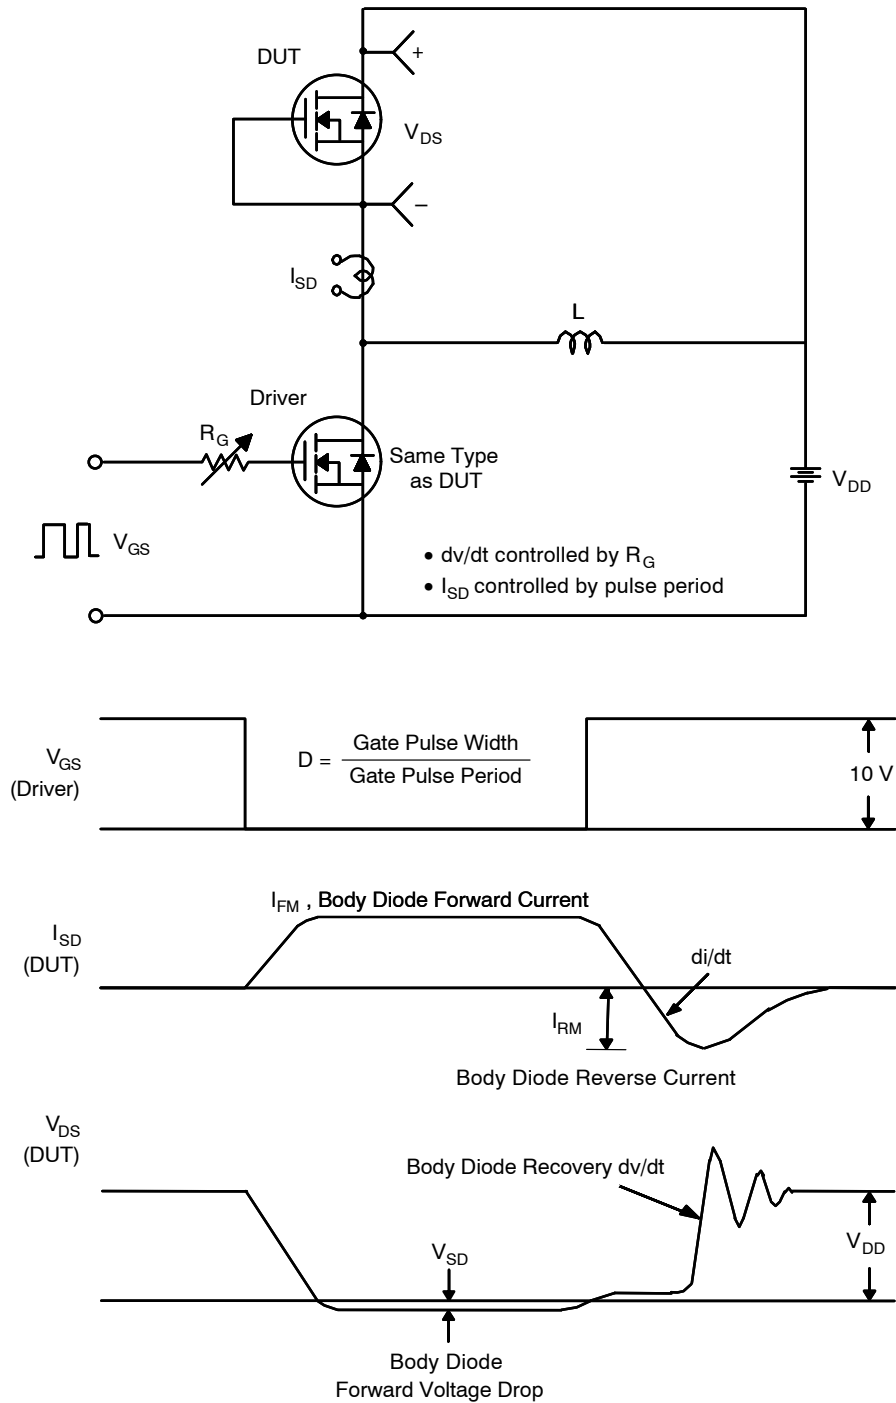 DUT
+
V_DS
−
I_SD
L
Driver
R_G
Same Type
as DUT
V_DD
V_GS
• dv/dt controlled by R_G
• I_SD controlled by pulse period
V_GS
(Driver)
D = Gate Pulse Width
Gate Pulse Period
10 V
I_FM , Body Diode Forward Current
I_SD
(DUT)
di/dt
I_RM
Body Diode Reverse Current
V_DS
(DUT)
Body Diode Recovery dv/dt
V_SD
V_DD
Body Diode
Forward Voltage Drop